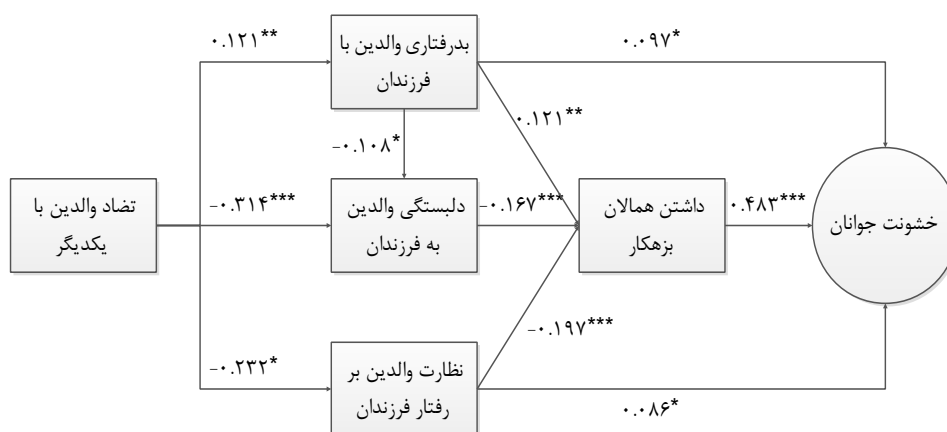 ۰.۱۲۱**
بدرفتاری والدین با
فرزندان
۰.۰۹۷*
۰.۱۲۱**
-۰.۱۰۸*
تضاد والدین با
یکدیگر
-۰.۳۱۴***
دلبستگی والدین
به فرزندان
-۰.۱۶۷***
داشتن همالان
بزهکار
۰.۴۸۳***
خشونت جوانان
-۰.۱۹۷***
-۰.۲۳۲*
نظارت والدین بر
رفتار فرزندان
۰.۰۸۶*